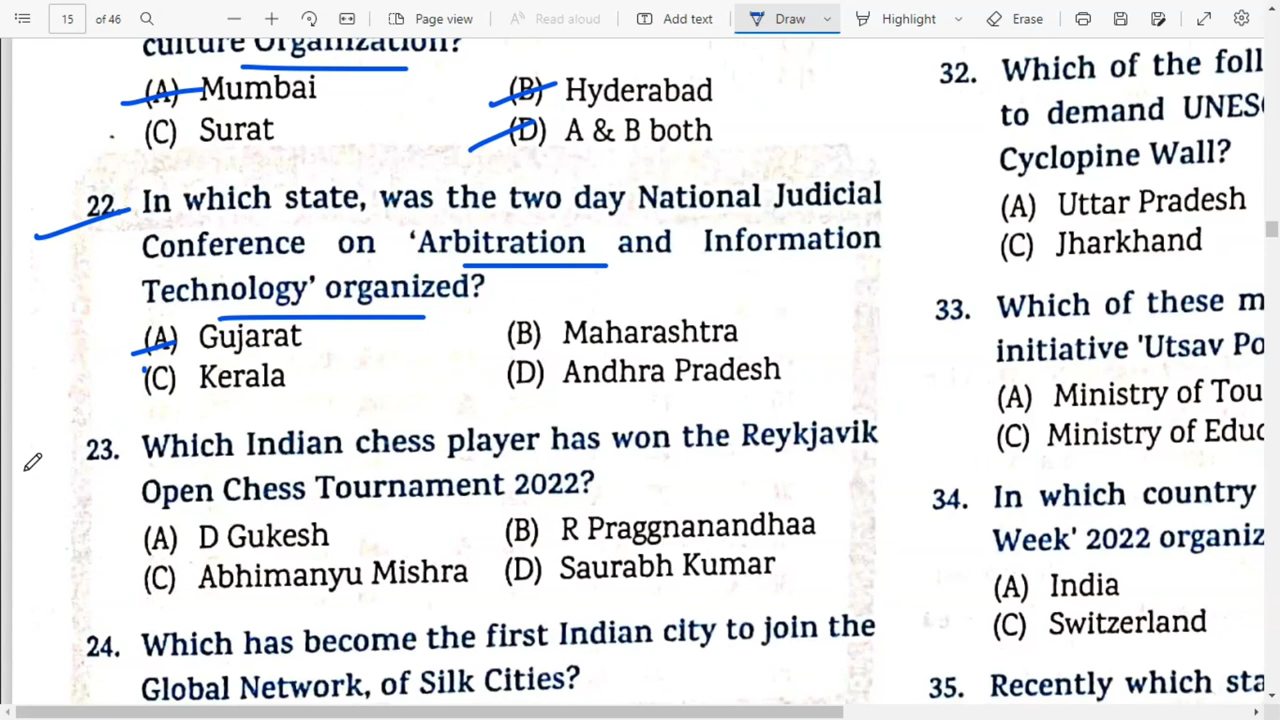 15 of 46
Page view
Read aloud
Add text
Draw
Highlight
Erase
culture Organization?
(A) Mumbai (B) Hyderabad
(C) Surat (D) A & B both
22. In which state, was the two day National Judicial
Conference on ‘Arbitration and Information
Technology’ organized?
(A) Gujarat (B) Maharashtra
(C) Kerala (D) Andhra Pradesh
23. Which Indian chess player has won the Reykjavik
Open Chess Tournament 2022?
(A) D Gukesh (B) R Praggnanandhaa
(C) Abhimanyu Mishra (D) Saurabh Kumar
24. Which has become the first Indian city to join the
Global Network, of Silk Cities?
32. Which of the foll
to demand UNES
Cyclopine Wall?
(A) Uttar Pradesh
(C) Jharkhand
33. Which of these m
initiative 'Utsav Po
(A) Ministry of Tou
(C) Ministry of Educ
34. In which country
Week' 2022 organiz
(A) India
(C) Switzerland
35. Recently which sta